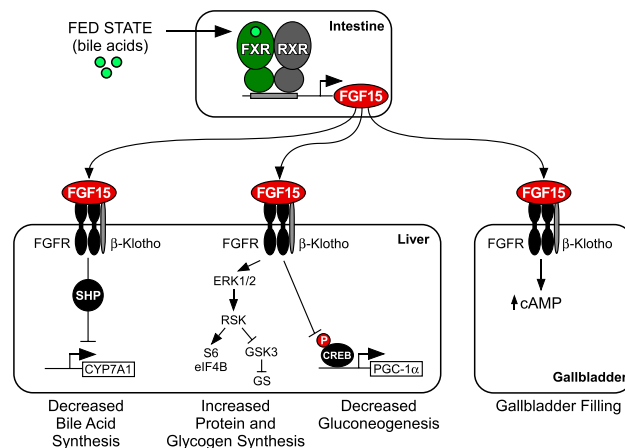 FED STATE
(bile acids)
Intestine
FXR RXR
FGF15
FGF15
FGF15
FGF15
FGFR
β-Klotho
FGFR
β-Klotho
Liver
FGFR
β-Klotho
SHP
CYP7A1
ERK1/2
RSK
S6
eIF4B
GSK3
GS
P
CREB
PGC-1α
cAMP
Gallbladder
Decreased
Bile Acid
Synthesis
Increased
Protein and
Glycogen Synthesis
Decreased
Gluconeogenesis
Gallbladder Filling